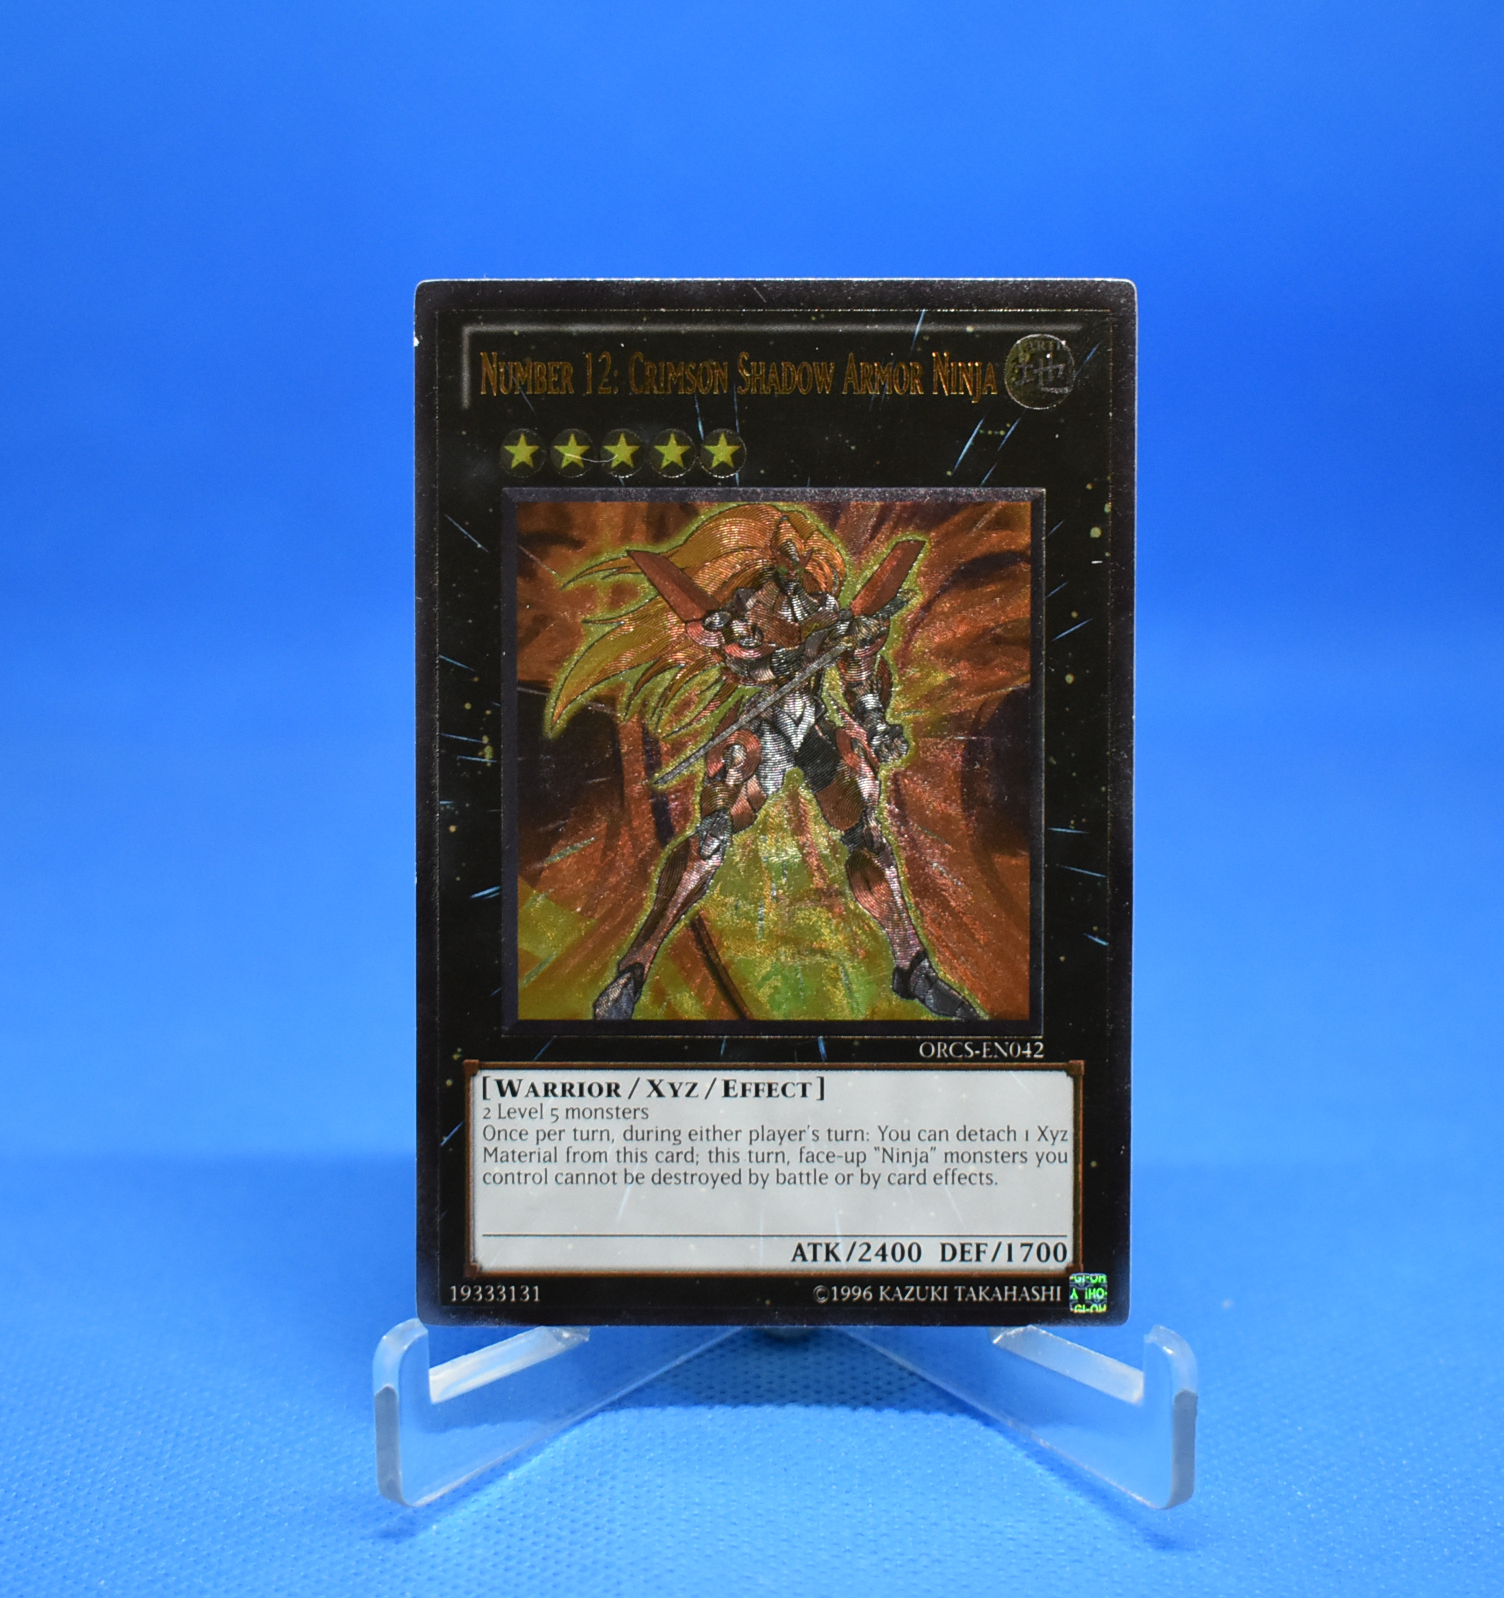 Number 12: Crimson Shadow Armor Ninja
EARTH
地
ORCS-EN042
[Warrior / Xyz / Effect]
2 Level 5 monsters
Once per turn, during either player's turn: You can detach 1 Xyz
Material from this card; this turn, face-up "Ninja" monsters you
control cannot be destroyed by battle or by card effects.
ATK/2400 DEF/1700
19333131
©1996 KAZUKI TAKAHASHI